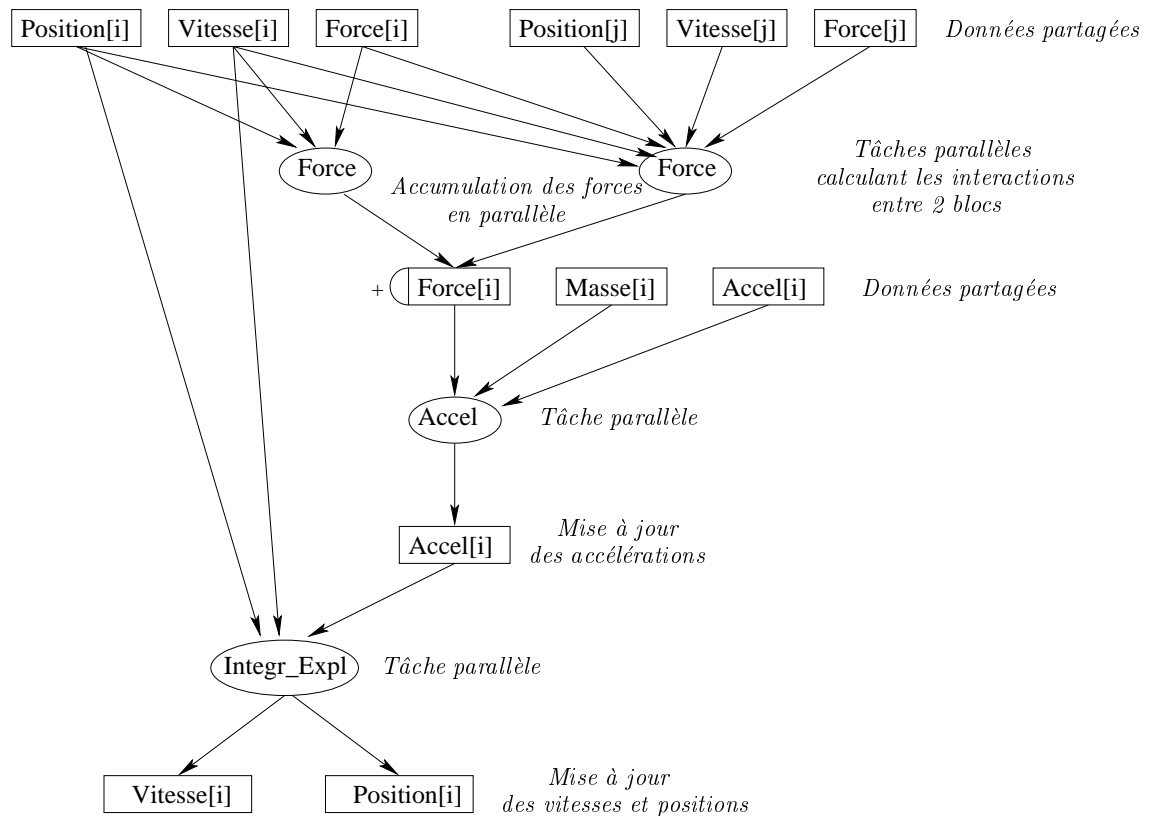 Position[i] Vitesse[i] Force[i] Position[j] Vitesse[j] Force[j] Données partagées
Force Force
Tâches parallèles
calculant les interactions
entre 2 blocs
Accumulation des forces
en parallèle
+ Force[i] Masse[i] Accel[i] Données partagées
Accel Tâche parallèle
Accel[i]
Mise à jour
des accélérations
Integr_Expl Tâche parallèle
Vitesse[i] Position[i]
Mise à jour
des vitesses et positions